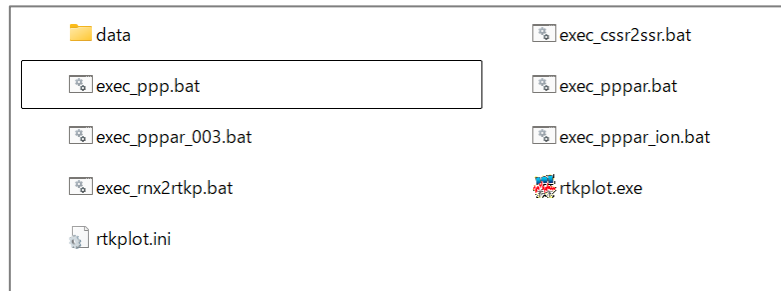 data
exec_cssr2ssr.bat
exec_ppp.bat
exec_pppar.bat
exec_pppar_003.bat
exec_pppar_ion.bat
exec_rnx2rtkp.bat
rtkplot.exe
rtkplot.ini